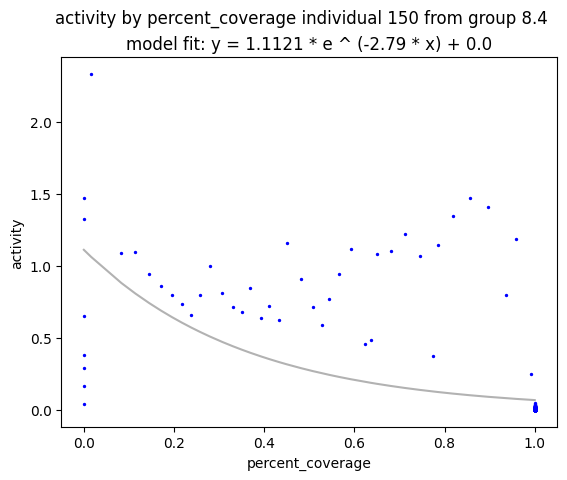 activity by percent_coverage individual 150 from group 8.4
model fit: y = 1.1121 * e ^ (-2.79 * x) + 0.0
activity
2.0
1.5
1.0
0.5
0.0
0.0 0.2 0.4 0.6 0.8 1.0
percent_coverage